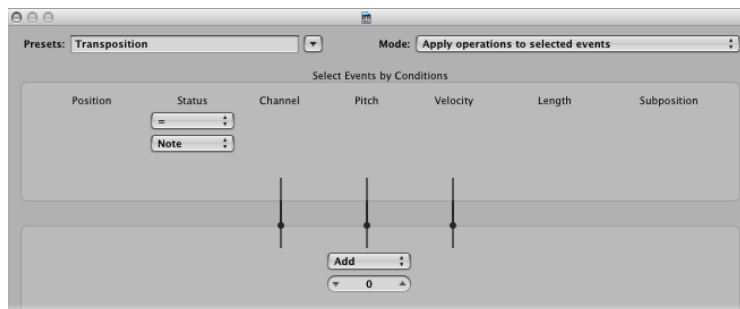 Presets: Transposition Mode: Apply operations to selected events
Select Events by Conditions
Position Status Channel Pitch Velocity Length Subposition
=
Note
Add
0